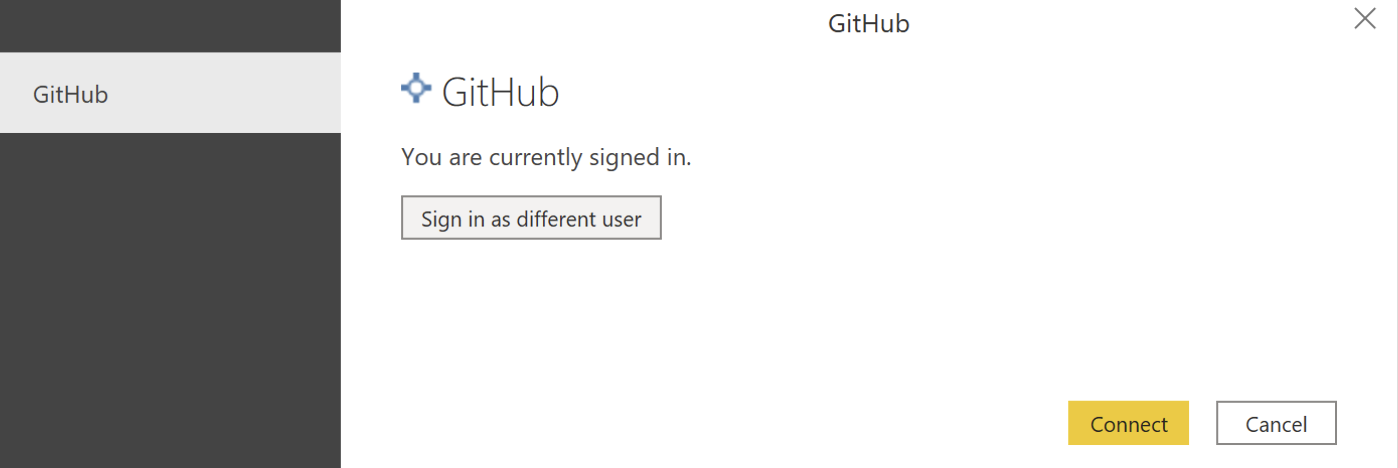 GitHub
GitHub
GitHub
You are currently signed in.
Sign in as different user
Connect
Cancel